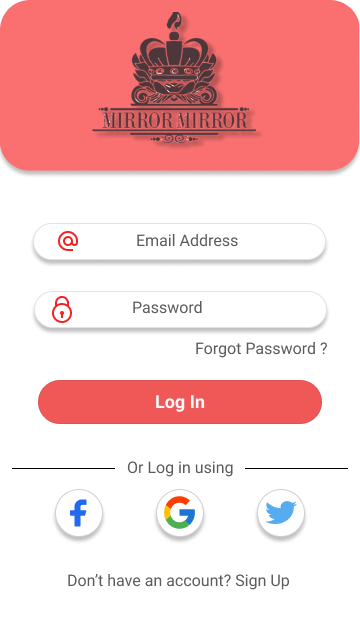 MIRROR MIRROR
Email Address
Password
Forgot Password ?
Log In
Or Log in using
Don’t have an account? Sign Up